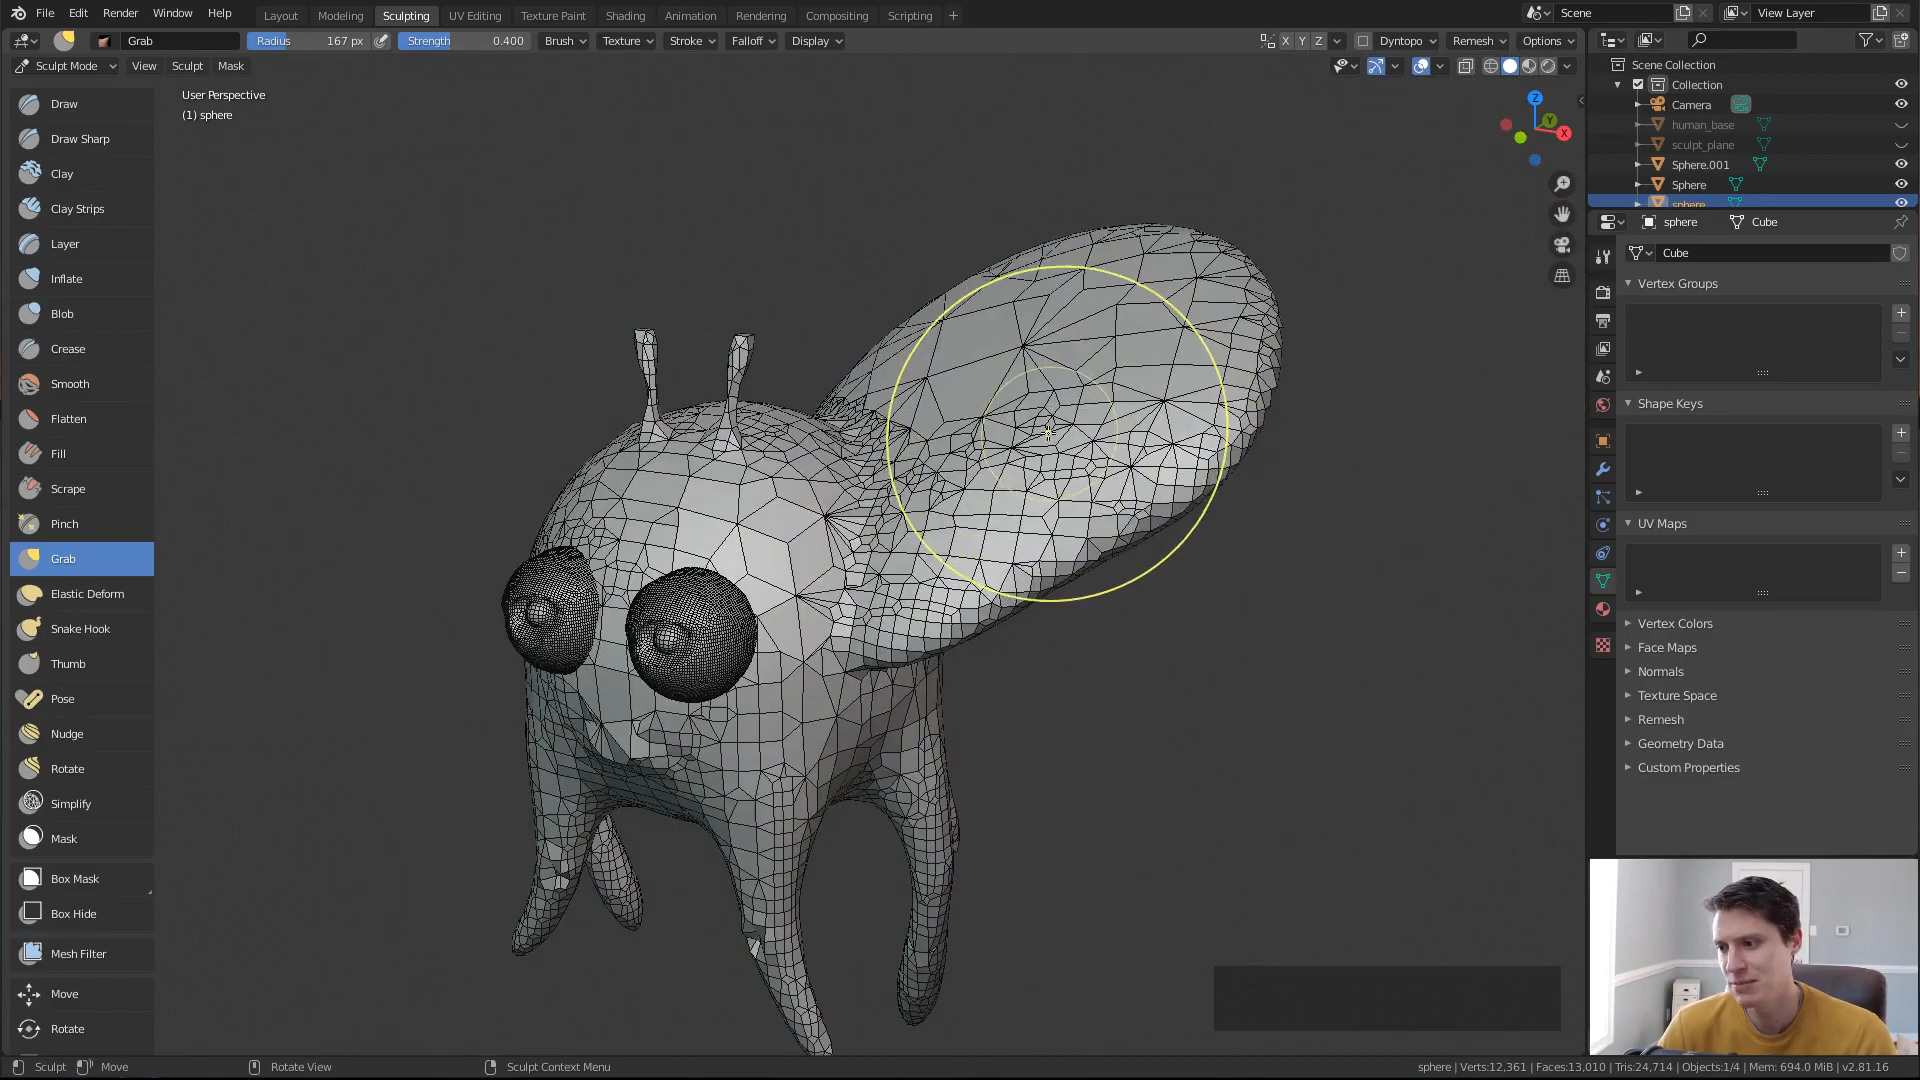 File Edit Render Window Help Layout Modeling Sculpting UV Editing Texture Paint Shading Animation Rendering Compositing Scripting + Scene View Layer
Grab Radius 167 px Strength 0.400 Brush Texture Stroke Falloff Display X Y Z Dyntopo Remesh Options
Sculpt Mode View Sculpt Mask
User Perspective
(1) sphere
Draw
Draw Sharp
Clay
Clay Strips
Layer
Inflate
Blob
Crease
Smooth
Flatten
Fill
Scrape
Pinch
Grab
Elastic Deform
Snake Hook
Thumb
Pose
Nudge
Rotate
Simplify
Mask
Box Mask
Box Hide
Mesh Filter
Move
Rotate
Z
Y
X
Scene Collection
Collection
Camera
human_base
sculpt_plane
Sphere.001
Sphere
sphere
sphere Cube
Cube
Vertex Groups
Shape Keys
UV Maps
Vertex Colors
Face Maps
Normals
Texture Space
Remesh
Geometry Data
Custom Properties
Sculpt Move Rotate View Sculpt Context Menu sphere | Verts:12,361 | Faces:13,010 | Tris:24,714 | Objects:1/4 | Mem: 694.0 MiB | v2.81.16